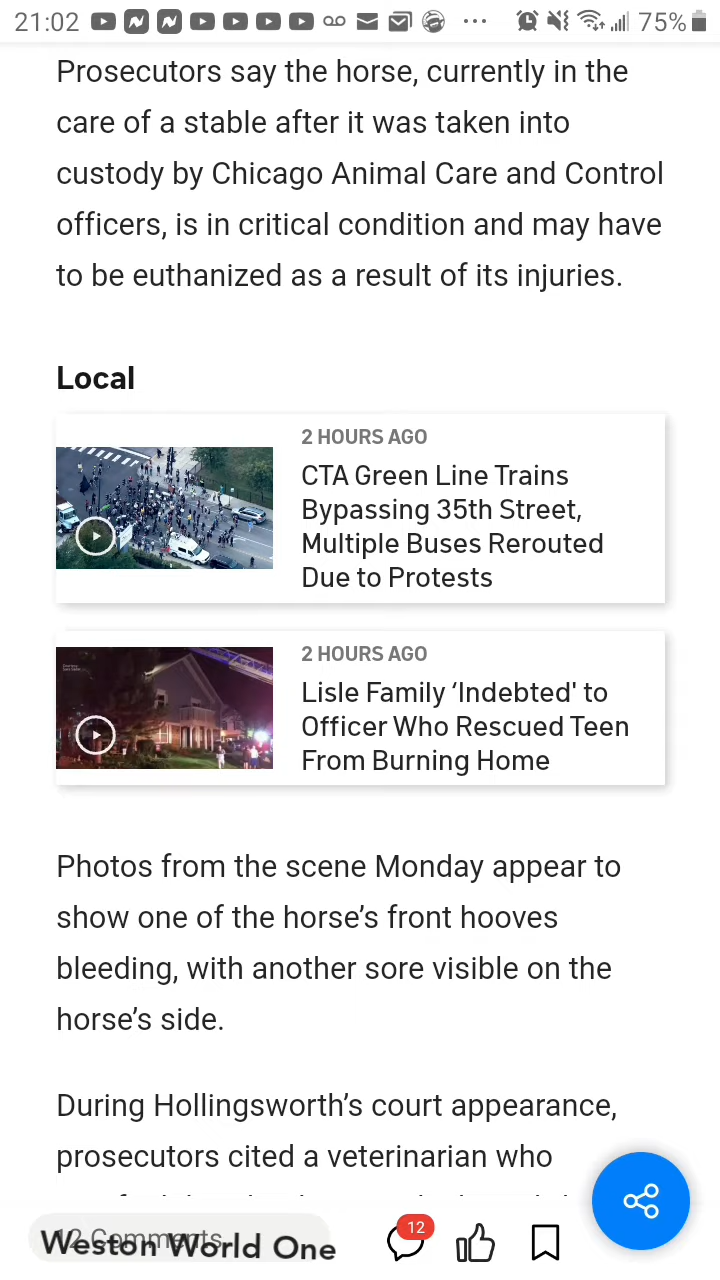 21:02
75%
Prosecutors say the horse, currently in the
care of a stable after it was taken into
custody by Chicago Animal Care and Control
officers, is in critical condition and may have
to be euthanized as a result of its injuries.
Local
2 HOURS AGO
CTA Green Line Trains
Bypassing 35th Street,
Multiple Buses Rerouted
Due to Protests
2 HOURS AGO
Lisle Family ‘Indebted' to
Officer Who Rescued Teen
From Burning Home
Photos from the scene Monday appear to
show one of the horse’s front hooves
bleeding, with another sore visible on the
horse’s side.
During Hollingsworth’s court appearance,
prosecutors cited a veterinarian who
12 Comments
Weston World One
12